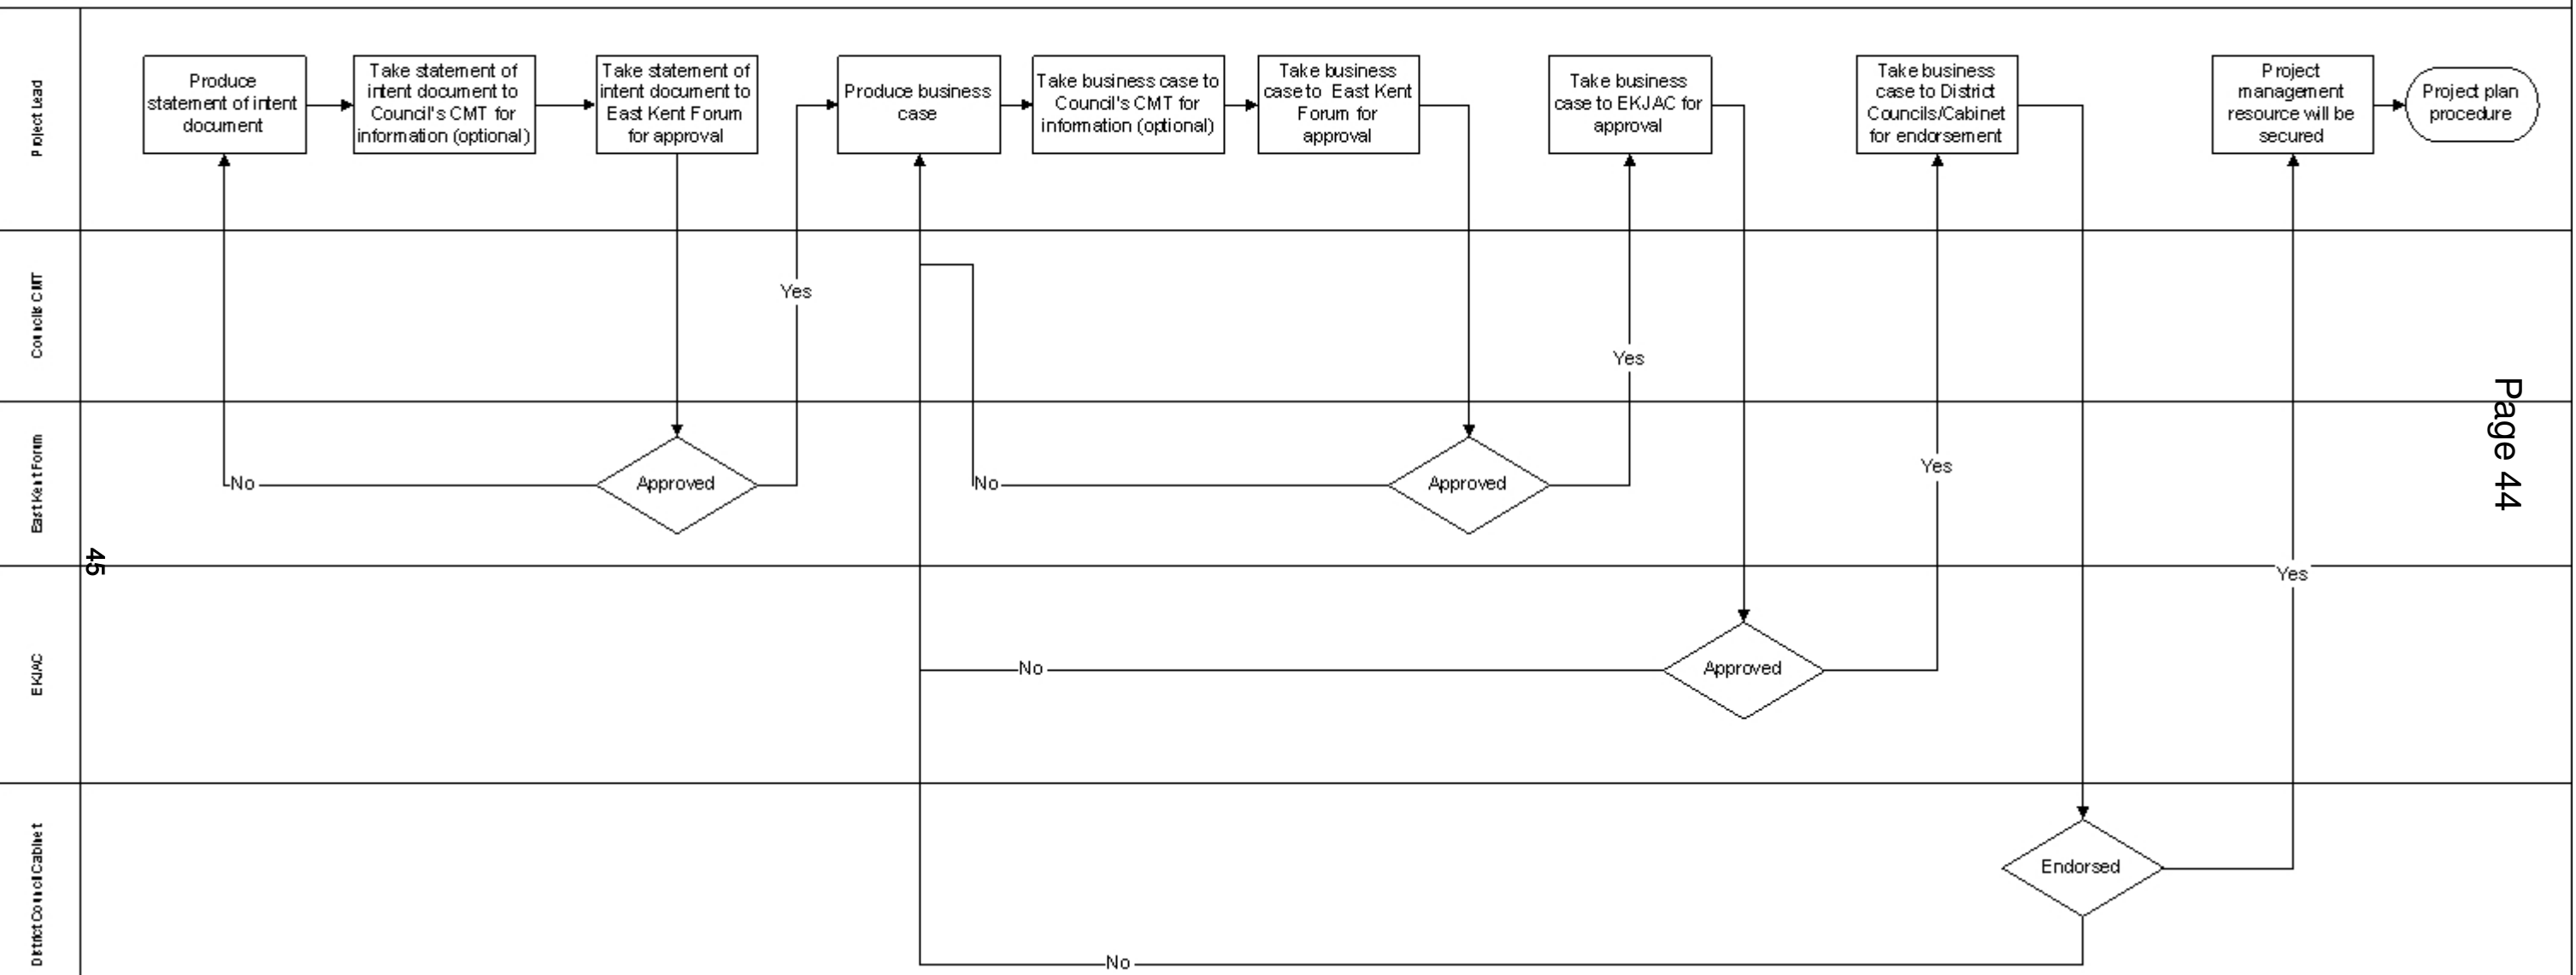 Project Lead
Produce
statement of intent
document
Take statement of
intent document to
Council's CMT for
information (optional)
Take statement of
intent document to
East Kent Forum
for approval
Produce business
case
Take business case to
Council's CMT for
information (optional)
Take business
case to East Kent
Forum for
approval
Take business
case to EKJAC for
approval
Take business
case to District
Councils/Cabinet
for endorsement
Project
management
resource will be
secured
Project plan
procedure
Councils CMT
Yes
Yes
East Kent Forum
No
Approved
No
Approved
Yes
Page 44
45
EKJAC
No
Approved
Yes
District Council Cabinet
Endorsed
No